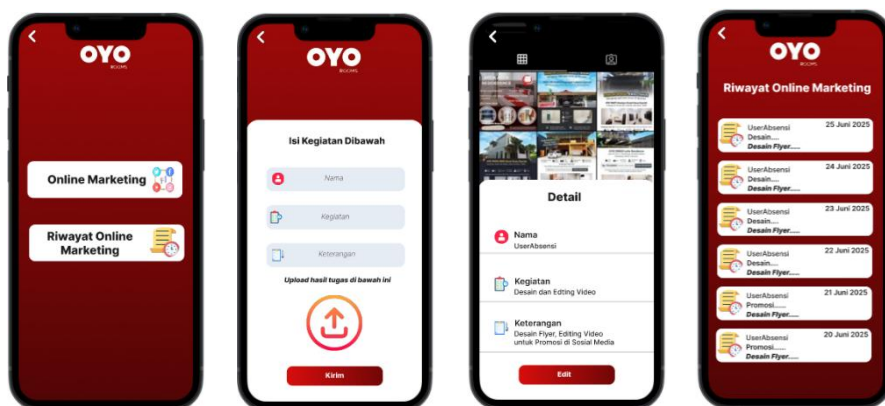 OYO
ROOMS
Online Marketing
Riwayat Online
Marketing
OYO
ROOMS
Isi Kegiatan Dibawah
Nama
Kegiatan
Keterangan
Upload hasil tugas di bawah ini
Kirim
Detail
Nama
UserAbsensi
Kegiatan
Desain dan Edting Video
Keterangan
Desain Flyer, Editing Video
untuk Promosi di Sosial Media
Edit
OYO
ROOMS
Riwayat Online Marketing
UserAbsensi 25 Juni 2025
Desain....
Desain Flyer.....
UserAbsensi 24 Juni 2025
Desain....
Desain Flyer.....
UserAbsensi 23 Juni 2025
Desain....
Desain Flyer.....
UserAbsensi 22 Juni 2025
Desain....
Desain Flyer.....
UserAbsensi 21 Juni 2025
Promosi.....
Desain Flyer.....
UserAbsensi 20 Juni 2025
Promosi.....
Desain Flyer.....